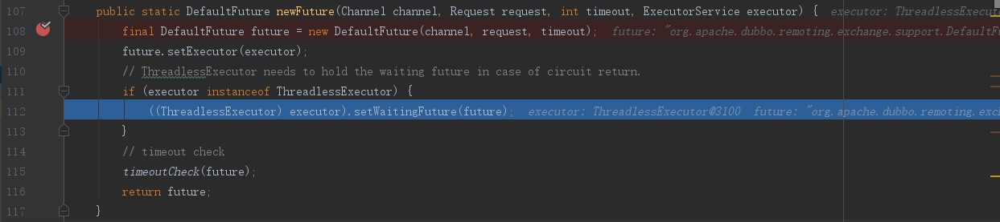 107 public static DefaultFuture newFuture(Channel channel, Request request, int timeout, ExecutorService executor) { executor: ThreadlessExecut
108 final DefaultFuture future = new DefaultFuture(channel, request, timeout); future: "org.apache.dubbo.remoting.exchange.support.DefaultF
109 future.setExecutor(executor);
110 // ThreadlessExecutor needs to hold the waiting future in case of circuit return.
111 if (executor instanceof ThreadlessExecutor) {
112 ((ThreadlessExecutor) executor).setWaitingFuture(future); executor: ThreadlessExecutor@3100 future: "org.apache.dubbo.remoting.exch
113 }
114 // timeout check
115 timeoutCheck(future);
116 return future;
117 }